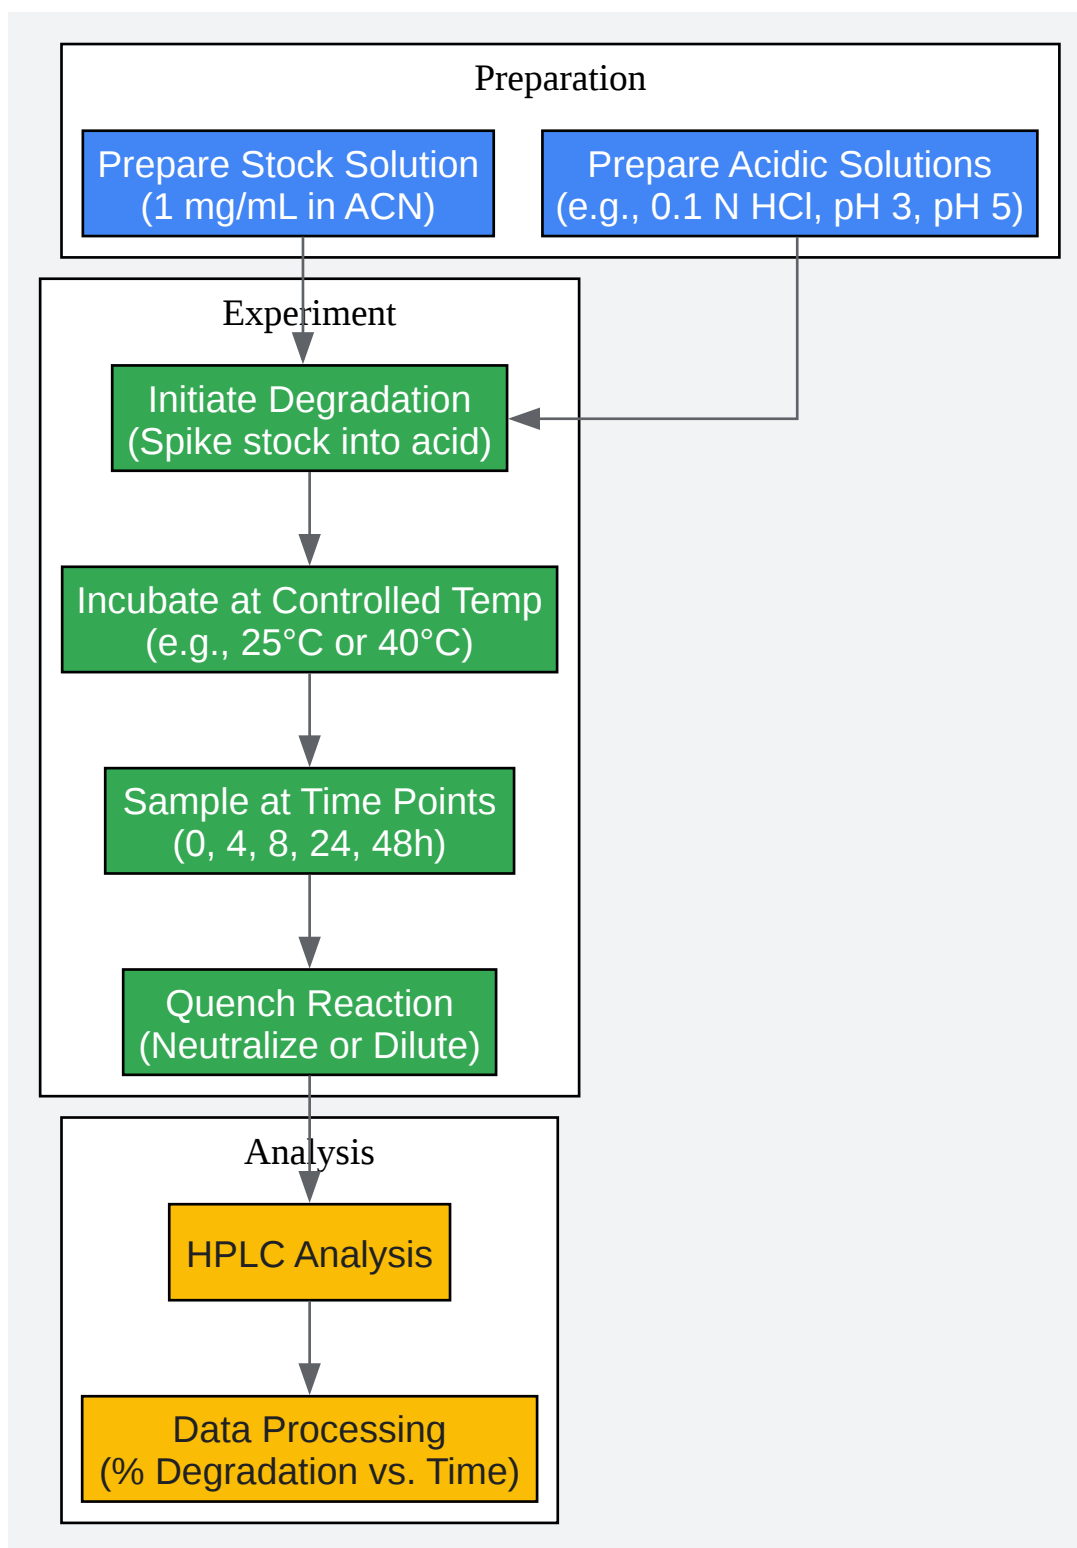 Preparation
Prepare Stock Solution
(1 mg/mL in ACN)
Prepare Acidic Solutions
(e.g., 0.1 N HCl, pH 3, pH 5)
Experiment
Initiate Degradation
(Spike stock into acid)
Incubate at Controlled Temp
(e.g., 25°C or 40°C)
Sample at Time Points
(0, 4, 8, 24, 48h)
Quench Reaction
(Neutralize or Dilute)
Analysis
HPLC Analysis
Data Processing
(% Degradation vs. Time)